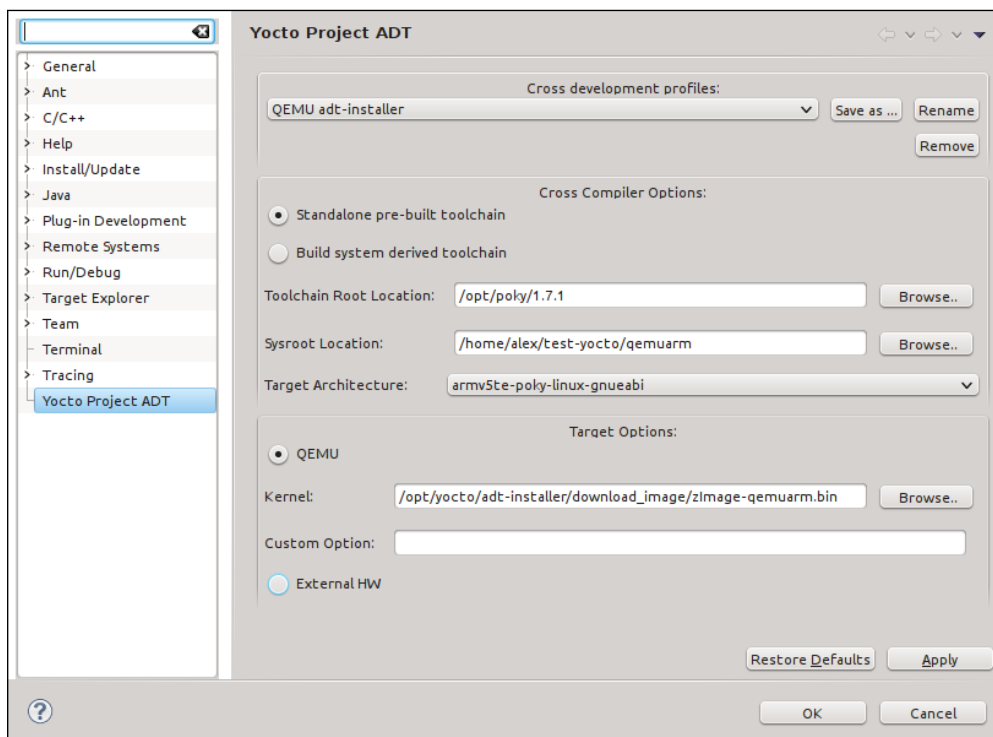 General
Ant
C/C++
Help
Install/Update
Java
Plug-in Development
Remote Systems
Run/Debug
Target Explorer
Team
Terminal
Tracing
Yocto Project ADT
Yocto Project ADT
Cross development profiles:
QEMU adt-installer Save as ... Rename
Remove
Cross Compiler Options:
Standalone pre-built toolchain
Build system derived toolchain
Toolchain Root Location: /opt/poky/1.7.1 Browse..
Sysroot Location: /home/alex/test-yocto/qemuarm Browse..
Target Architecture: armv5te-poky-linux-gnueabi
Target Options:
QEMU
Kernel: /opt/yocto/adt-installer/download_image/zImage-qemuarm.bin Browse..
Custom Option:
External HW
Restore Defaults Apply
? OK Cancel